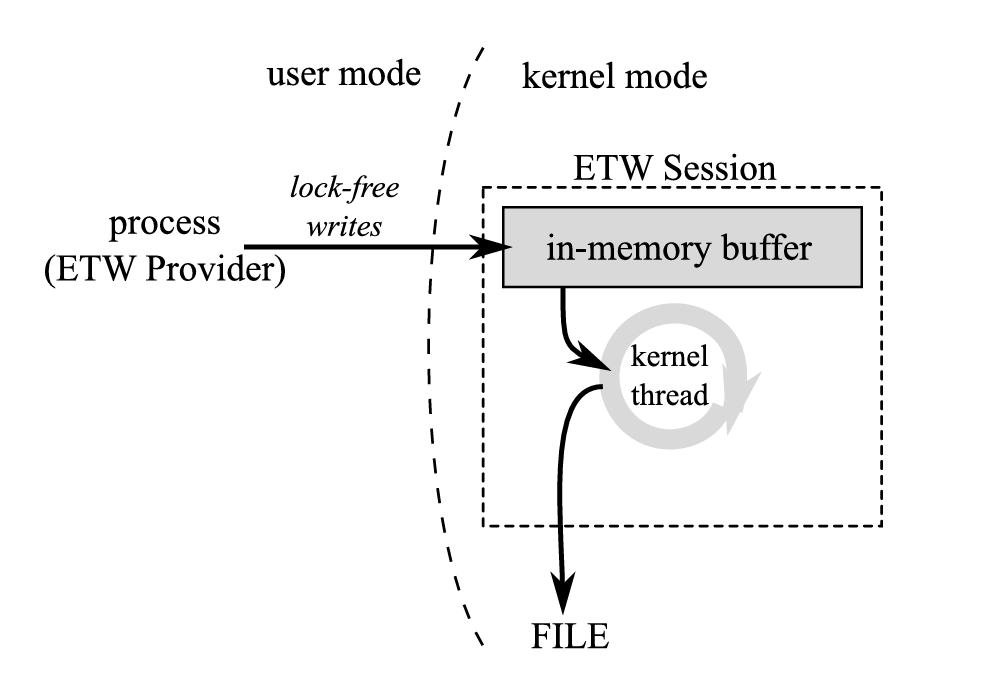 user mode
kernel mode
ETW Session
lock-free
writes
process
(ETW Provider)
in-memory buffer
kernel
thread
FILE